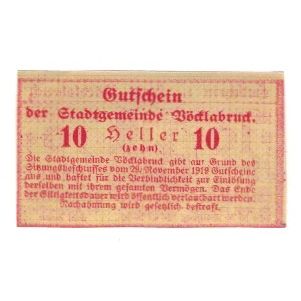 Gutschein
der Stadtgemeinde Vöcklabruck.
10 Heller 10
(zehn)
Die Stadtgemeinde Vöcklabruck gibt auf Grund des
Sitzungsbeschlusses vom 29. November 1919 Gutscheine
aus und haftet für die Verbindlichkeit zur Einlösung
derselben mit ihrem gesamten Vermögen. Das Ende
der Giltigkeitsdauer wird öffentlich verlautbart werden.
Nachahmung wird gesetzlich bestraft.